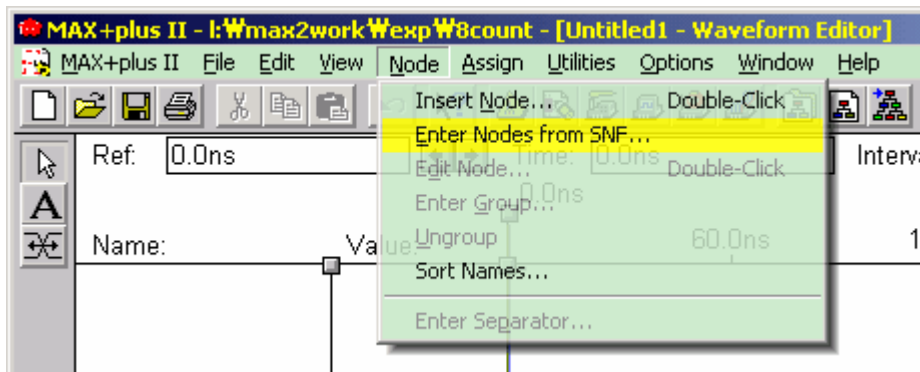 MAX+plus II - l:₩max2work₩exp₩8count - [Untitled1 - Waveform Editor]
MAX+plus II File Edit View Node Assign Utilities Options Window Help
Insert Node... Double-Click
Enter Nodes from SNF...
Edit Node... Double-Click
Enter Group...
Ungroup
Sort Names...
Enter Separator...
A
Ref: 0.0ns Time: 0.0ns Interva
0.0ns
Name: Value: 60.0ns 1